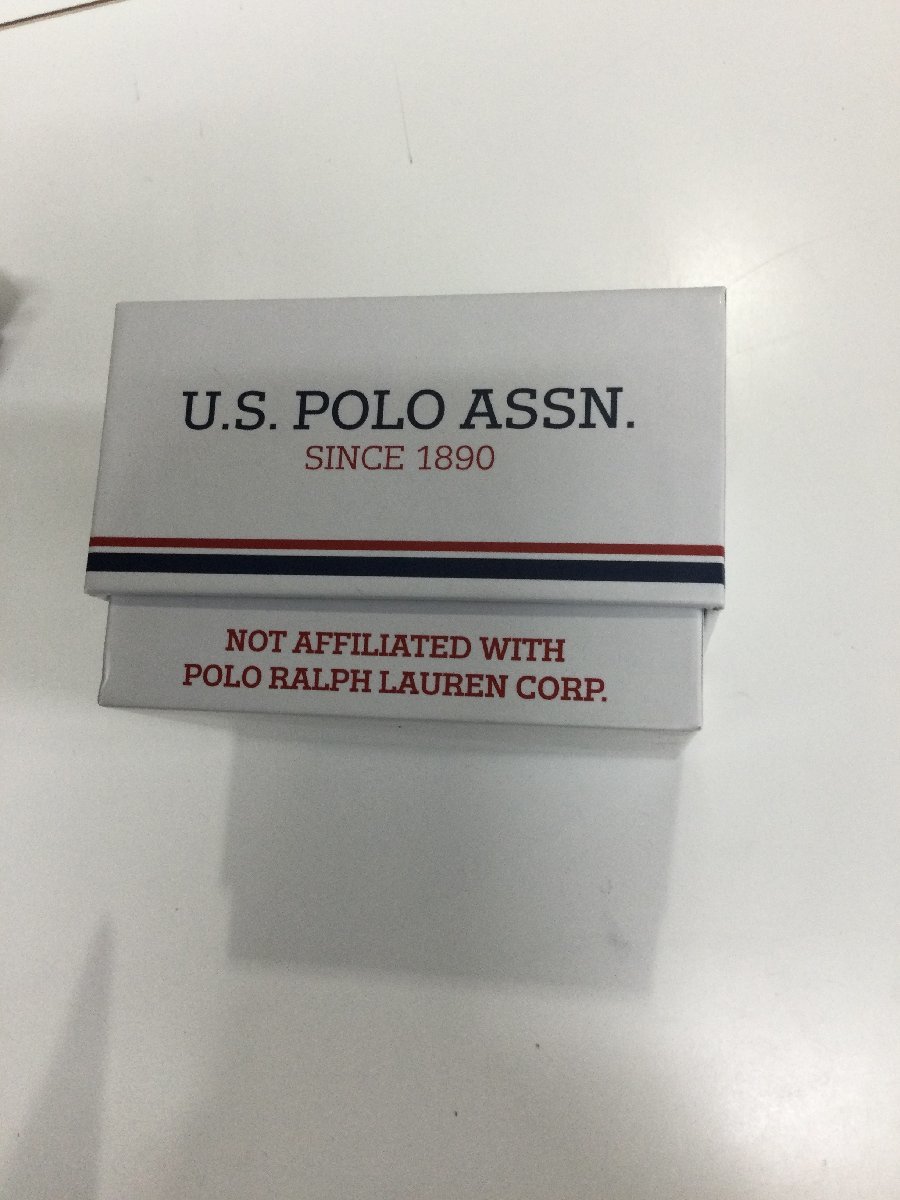 U.S. POLO ASSN.
SINCE 1890
NOT AFFILIATED WITH
POLO RALPH LAUREN CORP.